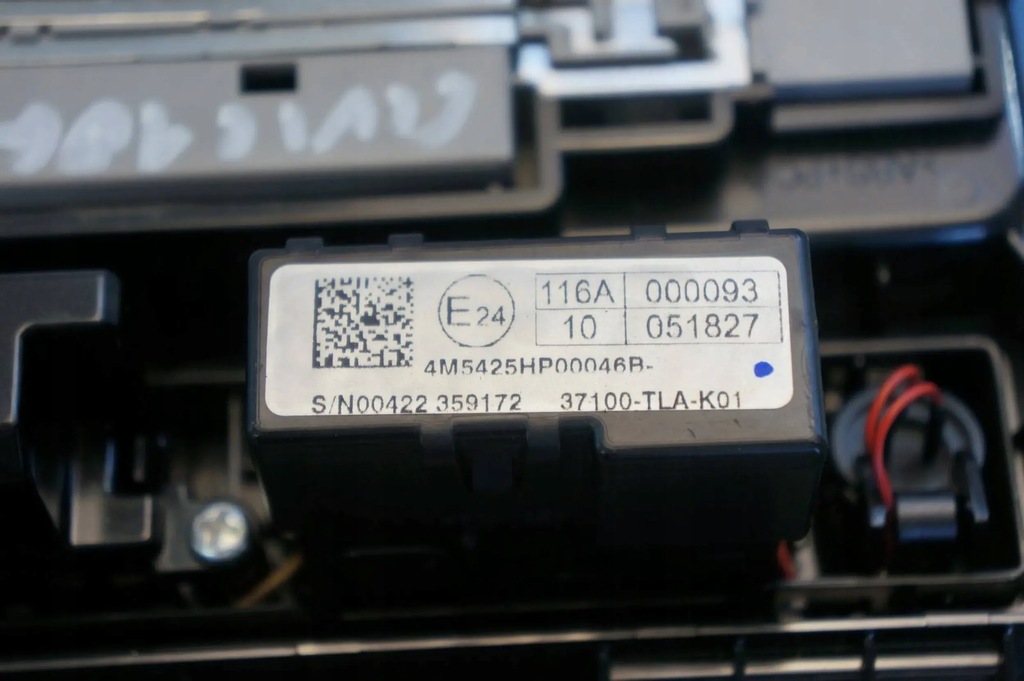 E24
116A 000093
10 051827
4M5425HP00046B-
S/N00422 359172 37100-TLA-K01